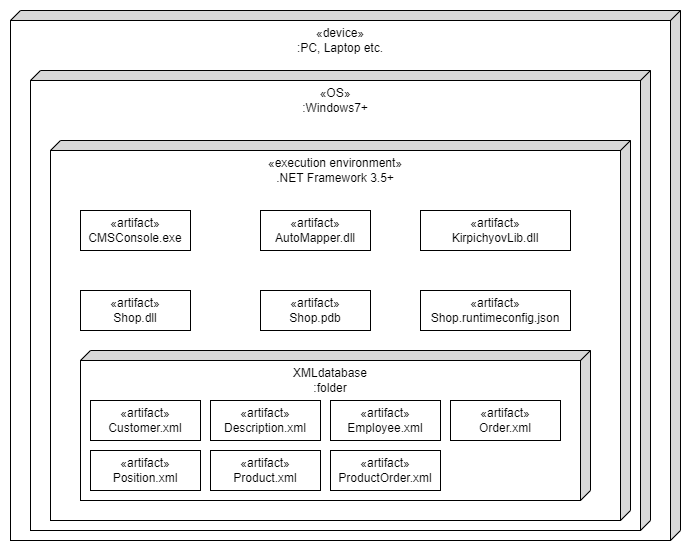 «device»
:PC, Laptop etc.
«OS»
:Windows7+
«execution environment»
.NET Framework 3.5+
«artifact»
CMSConsole.exe
«artifact»
AutoMapper.dll
«artifact»
KirpichyovLib.dll
«artifact»
Shop.dll
«artifact»
Shop.pdb
«artifact»
Shop.runtimeconfig.json
XMLdatabase
:folder
«artifact»
Customer.xml
«artifact»
Description.xml
«artifact»
Employee.xml
«artifact»
Order.xml
«artifact»
Position.xml
«artifact»
Product.xml
«artifact»
ProductOrder.xml